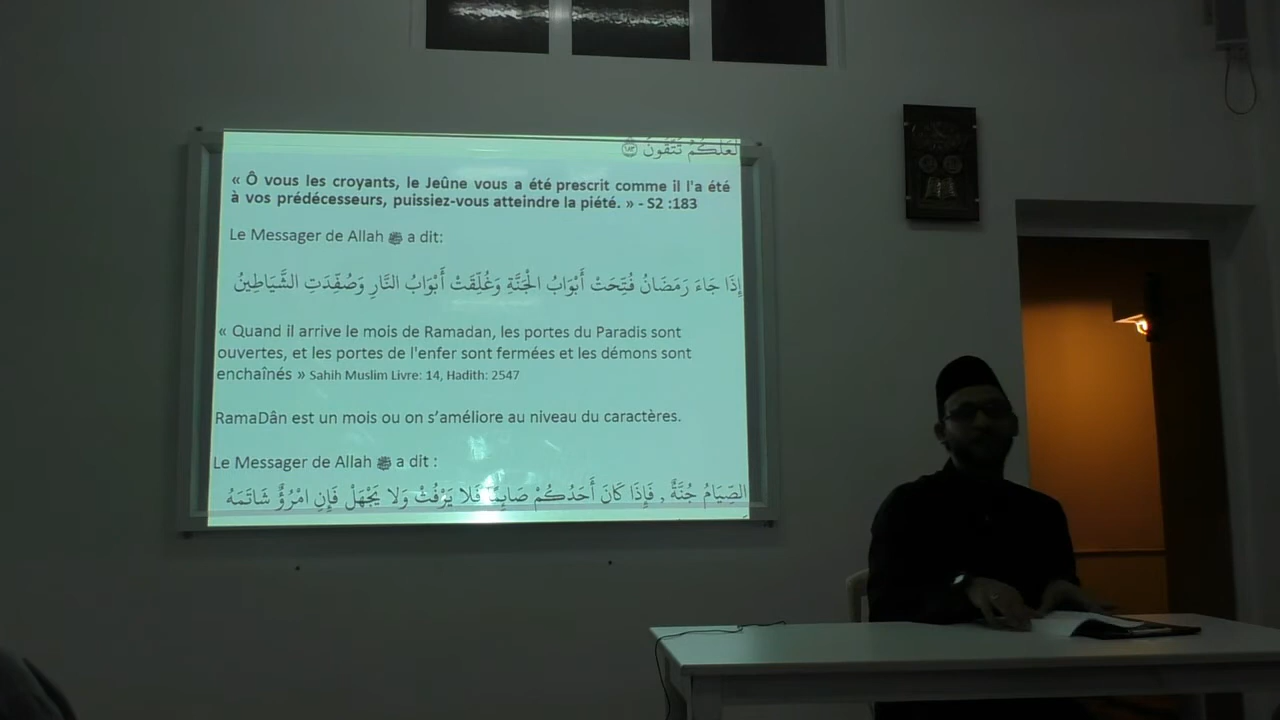 لَعَلَّكُمْ تَتَّقُونَ ١٨٣
« Ô vous les croyants, le Jeûne vous a été prescrit comme il l'a été
à vos prédécesseurs, puissiez-vous atteindre la piété. » - S2 :183
Le Messager de Allah ﷺ a dit:
إِذَا جَاءَ رَمَضَانُ فُتِّحَتْ أَبْوَابُ الْجَنَّةِ وَغُلِّقَتْ أَبْوَابُ النَّارِ وَصُفِّدَتِ الشَّيَاطِينُ
« Quand il arrive le mois de Ramadan, les portes du Paradis sont
ouvertes, et les portes de l'enfer sont fermées et les démons sont
enchaînés » Sahih Muslim Livre: 14, Hadith: 2547
RamaDân est un mois ou on s’améliore au niveau du caractères.
Le Messager de Allah ﷺ a dit :
الصِّيَامُ جُنَّةٌ , فَإِذَا كَانَ أَحَدُكُمْ صَائِمًا فَلَا يَرْفُثْ وَلَا يَجْهَلْ فَإِنِ امْرُؤٌ شَاتَمَهُ